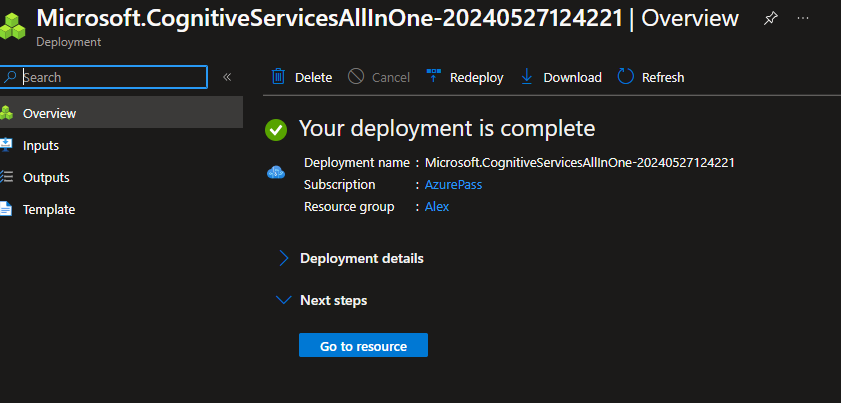 Microsoft.CognitiveServicesAllInOne-20240527124221 | Overview
Deployment
Search
Delete Cancel Redeploy Download Refresh
Overview
Inputs
Outputs
Template
Your deployment is complete
Deployment name : Microsoft.CognitiveServicesAllInOne-20240527124221
Subscription : AzurePass
Resource group : Alex
Deployment details
Next steps
Go to resource